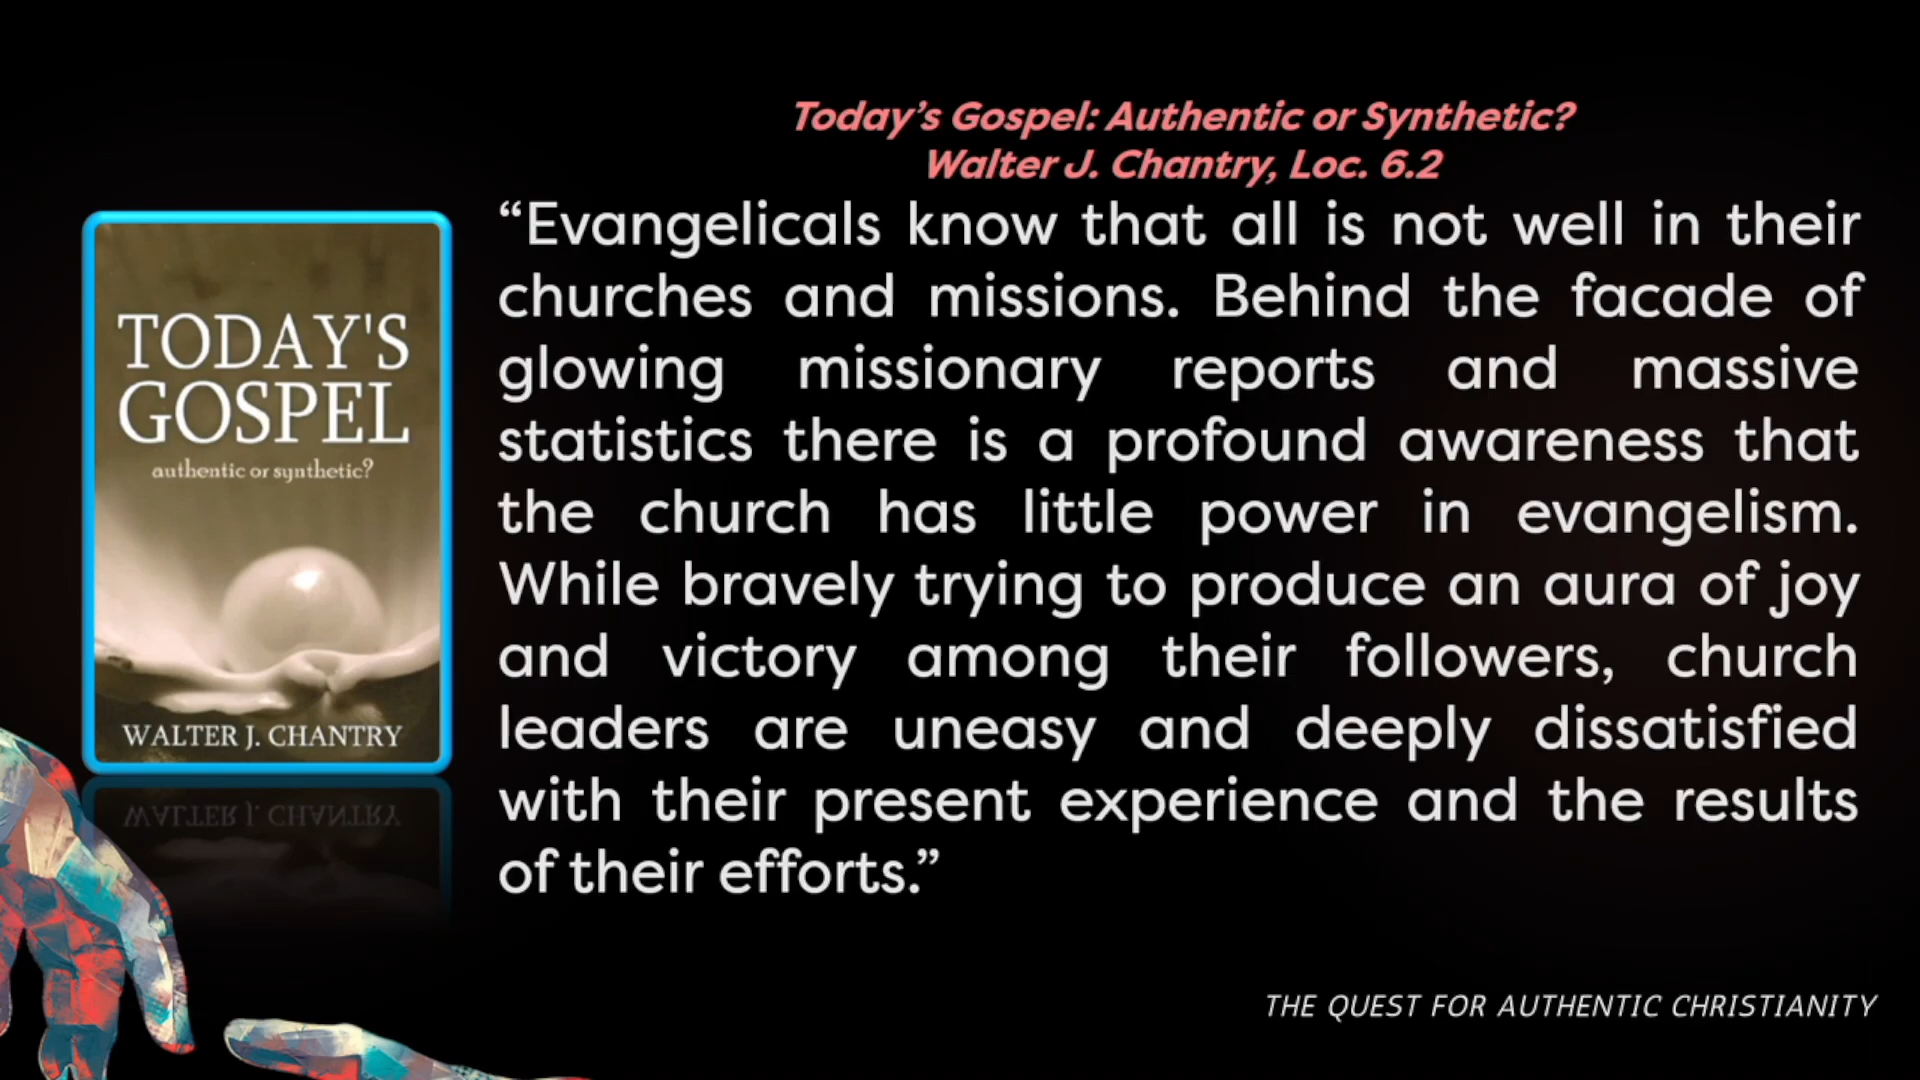 Today’s Gospel: Authentic or Synthetic?
Walter J. Chantry, Loc. 6.2
“Evangelicals know that all is not well in their
churches and missions. Behind the facade of
glowing missionary reports and massive
statistics there is a profound awareness that
the church has little power in evangelism.
While bravely trying to produce an aura of joy
and victory among their followers, church
leaders are uneasy and deeply dissatisfied
with their present experience and the results
of their efforts.”
TODAY'S
GOSPEL
authentic or synthetic?
WALTER J. CHANTRY
THE QUEST FOR AUTHENTIC CHRISTIANITY